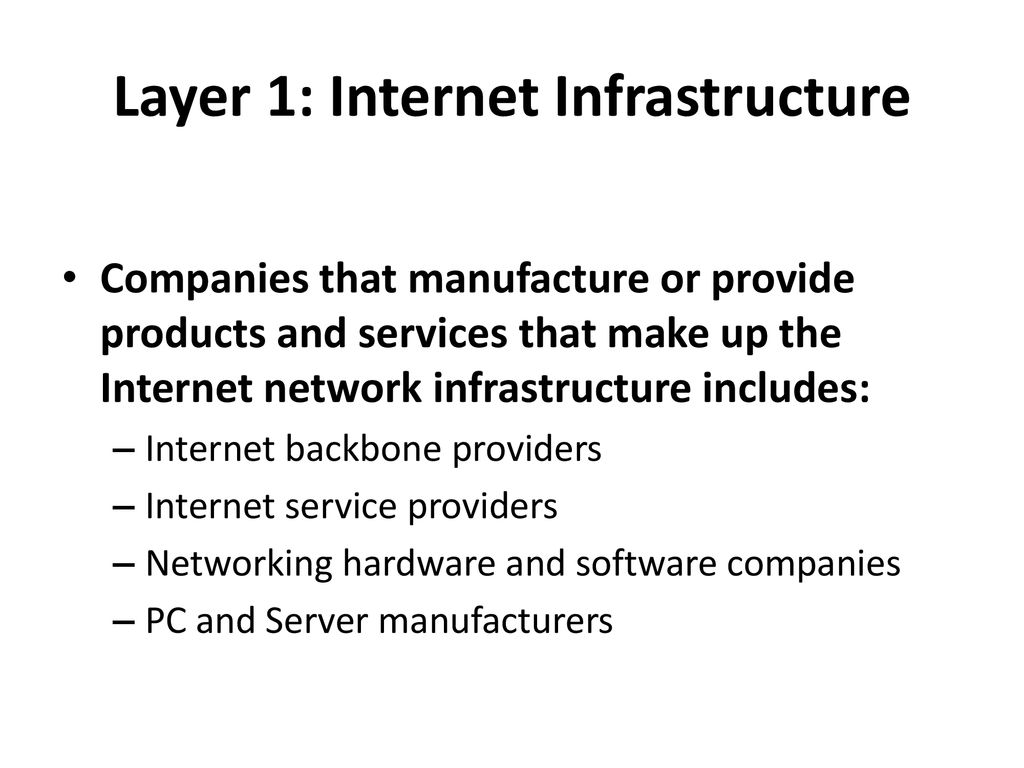 Layer 1: Internet Infrastructure
• Companies that manufacture or provide
products and services that make up the
Internet network infrastructure includes:
– Internet backbone providers
– Internet service providers
– Networking hardware and software companies
– PC and Server manufacturers